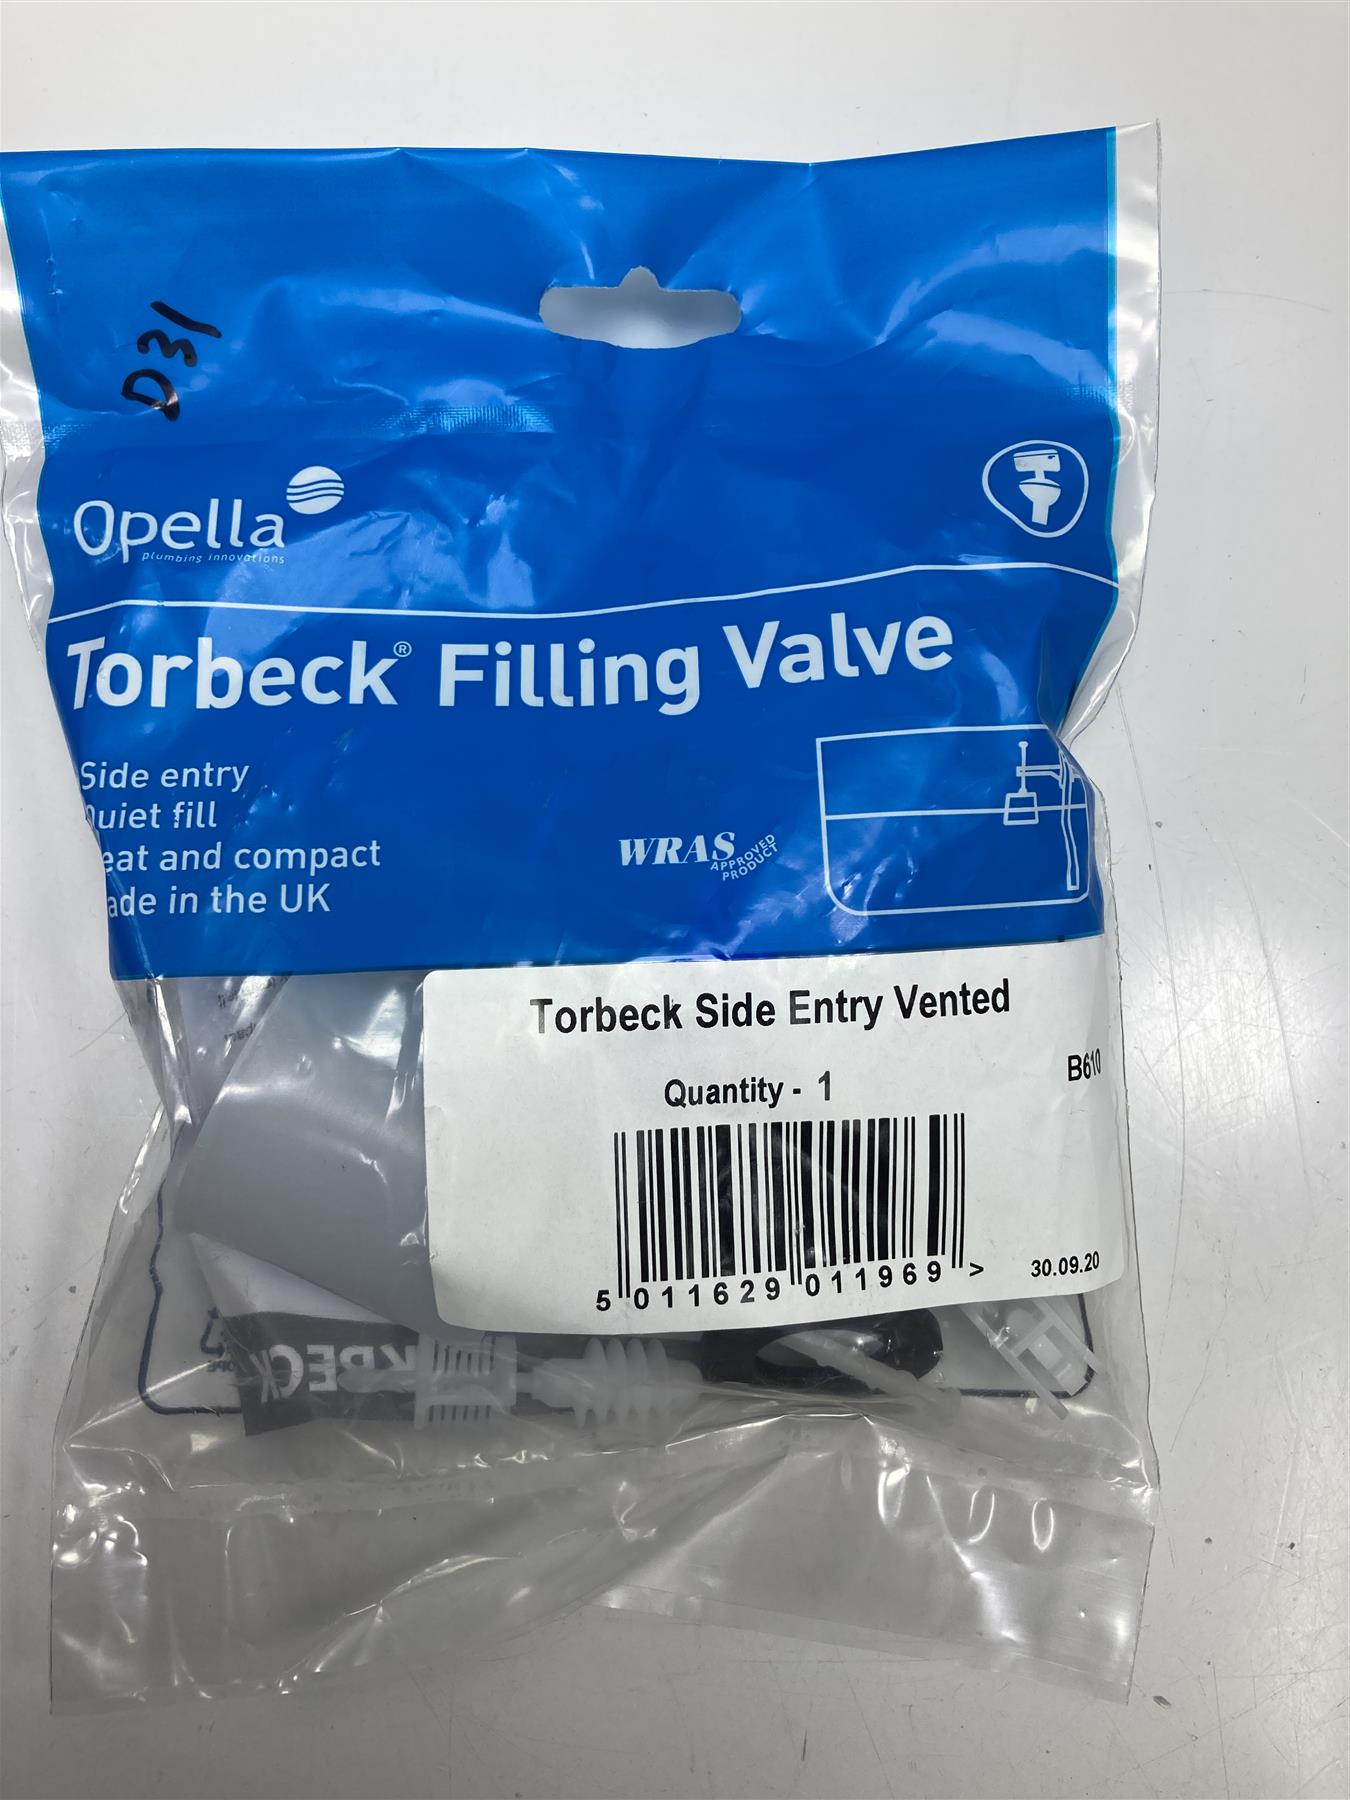 D31
Opella
plumbing innovations
Torbeck® Filling Valve
Side entry
uiet fill
eat and compact
ade in the UK
WRAS
APPROVED
PRODUCT
Torbeck Side Entry Vented
B610
Quantity - 1
5 011629 011969 >
30.09.20